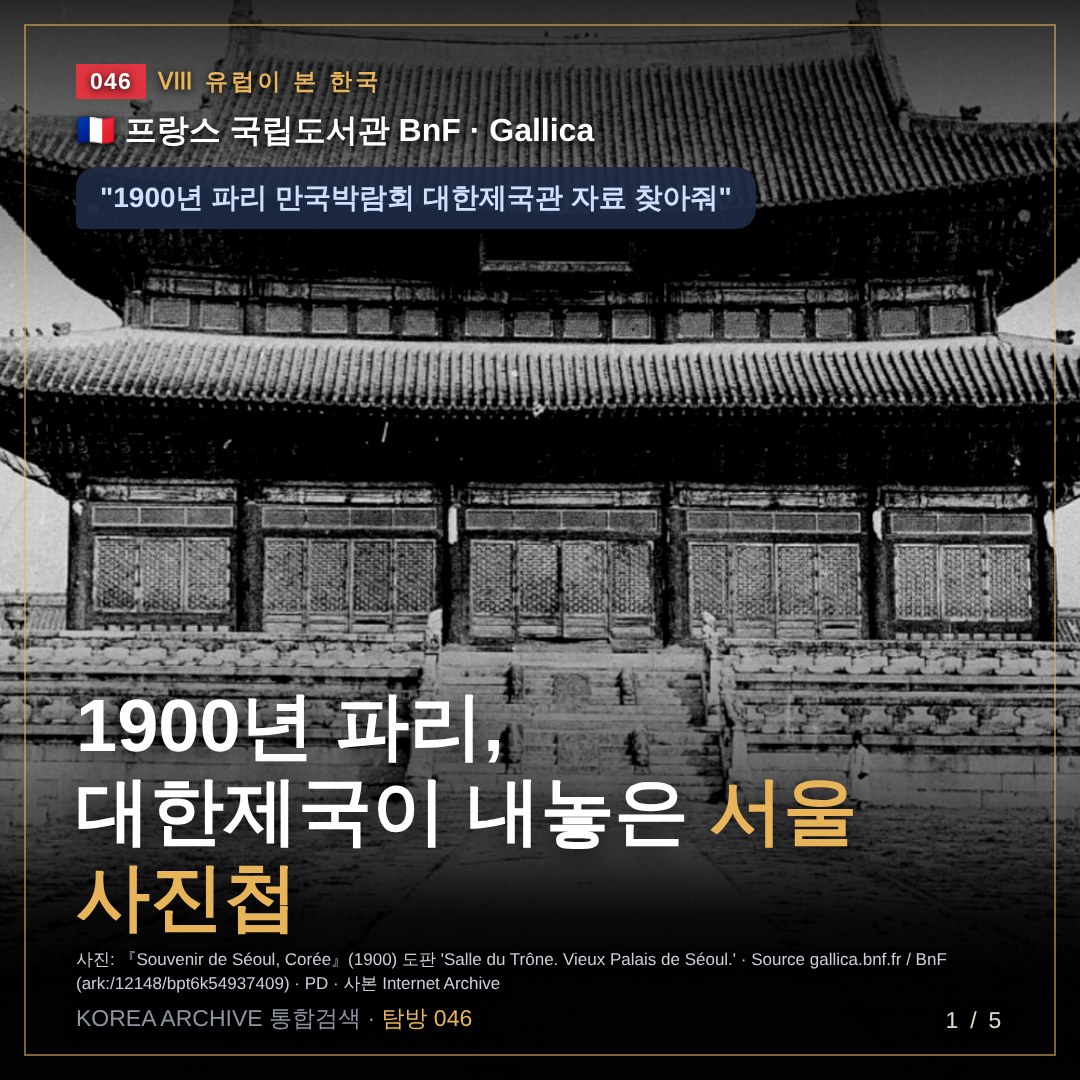 046 VIII 유럽이 본 한국
🇫🇷 프랑스 국립도서관 BnF · Gallica
"1900년 파리 만국박람회 대한제국관 자료 찾아줘"
1900년 파리,
대한제국이 내놓은 서울
사진첩
사진: 『Souvenir de Séoul, Corée』(1900) 도판 'Salle du Trône. Vieux Palais de Séoul.' · Source gallica.bnf.fr / BnF
(ark:/12148/bpt6k54937409) · PD · 사본 Internet Archive
KOREA ARCHIVE 통합검색 · 탐방 046
1 / 5